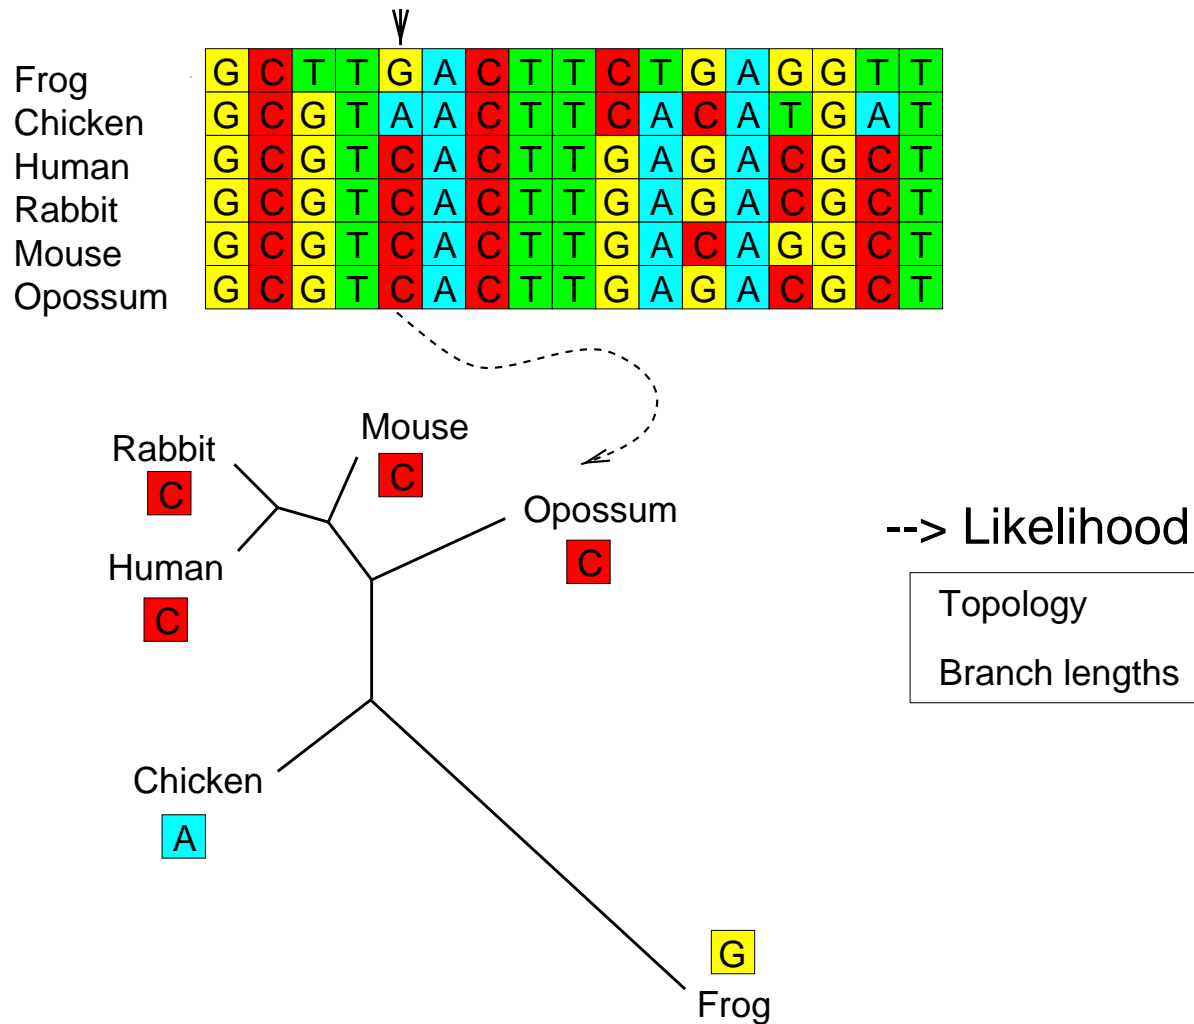 Frog G C T T G A C T T C T G A G G T T
Chicken G C G T A A C T T C A C A T G A T
Human G C G T C A C T T G A G A C G C T
Rabbit G C G T C A C T T G A G A C G C T
Mouse G C G T C A C T T G A C A G G C T
Opossum G C G T C A C T T G A G A C G C T
Mouse
C
Rabbit
C
Opossum
C
Human
C
--> Likelihood
Topology
Branch lengths
Chicken
A
G
Frog